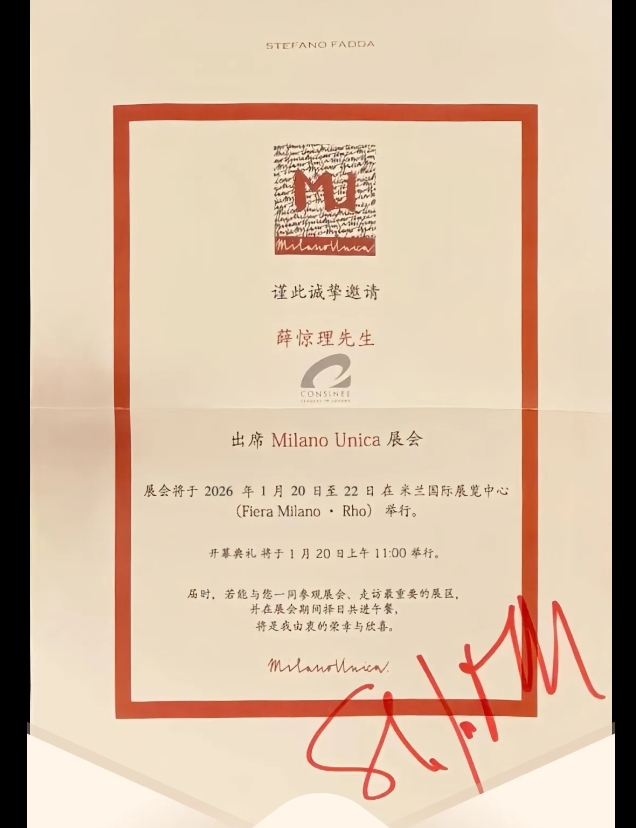 STEFANO FADDA
MU
Milano Unica
谨此诚挚邀请
薛惊理先生
CONSINEE
出席 Milano Unica 展会
展会将于 2026 年 1 月 20 日至 22 日 在 米兰国际展览中心
(Fiera Milano · Rho) 举行。
开幕典礼 将于 1 月 20 日上午 11:00 举行。
届时，若能与您一同参观展会、走访最重要的展区，
并在展会期间择日共进午餐，
将是我由衷的荣幸与欣喜。
Milano Unica.